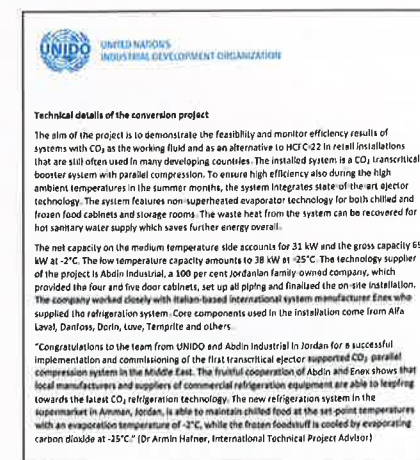 UNIDO
UNITED NATIONS
INDUSTRIAL DEVELOPMENT ORGANIZATION
Technical details of the conversion project
The aim of the project is to demonstrate the feasibility and monitor efficiency results of
systems with CO₂ as the working fluid and as an alternative to HCFC-22 in retail installations
that are still often used in many developing countries. The installed system is a CO₂ transcritical
booster system with parallel compression. To ensure high efficiency also during the high
ambient temperatures in the summer months, the system integrates state-of-the-art ejector
technology. The system features non-superheated evaporator technology for both chilled and
frozen food cabinets and storage rooms. The waste heat from the system can be recovered for
hot sanitary water supply which saves further energy overall.
The net capacity on the medium temperature side accounts for 31 kW and the gross capacity 65
kW at -2°C. The low temperature capacity amounts to 38 kW at -25°C. The technology supplier
of the project is Abdin Industrial, a 100 per cent Jordanian family-owned company, which
provided the four and five door cabinets, set up all piping and finalized the on-site installation.
The company worked closely with Italian-based international system manufacturer Enex who
supplied the refrigeration system. Core components used in the installation come from Alfa
Laval, Danfoss, Dorin, Luve, Temprite and others.
"Congratulations to the team from UNIDO and Abdin Industrial in Jordan for a successful
implementation and commissioning of the first transcritical ejector supported CO₂ parallel
compression system in the Middle East. The fruitful cooperation of Abdin and Enex shows that
local manufacturers and suppliers of commercial refrigeration equipment are able to leapfrog
towards the latest CO₂ refrigeration technology. The new refrigeration system in the
supermarket in Amman, Jordan, is able to maintain chilled food at the set-point temperatures
with an evaporation temperature of -2°C, while the frozen foodstuff is cooled by evaporating
carbon dioxide at -25°C." (Dr Armin Hafner, International Technical Project Advisor)